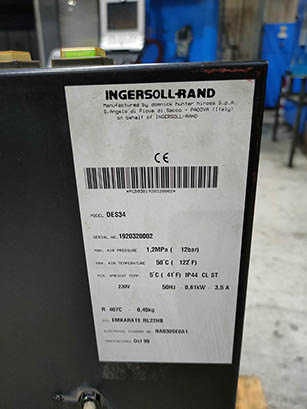 INGERSOLL-RAND
Manufactured by domnick hunter hiross S.p.A.
S.Angelo di Piove di Sacco - PADOVA (Italy)
on behalf of INGERSOLL-RAND
CE
MODEL DES34
SERIAL NO. 1920320002
MAX. AIR PRESSURE 1,2MPa ( 12bar)
MAX. AIR TEMPERATURE 50°C ( 122°F)
MIN. AMBIENT TEMP. 5°C ( 41°F) IP44 CL ST
230V 50Hz - 0,61kW - 3,5 A
R 407C - 0,45kg
OIL EMKARATE RL22HB
ELECTRICAL DIAGRAM No NA030SE0A1
MANUFACTURED Oct 99